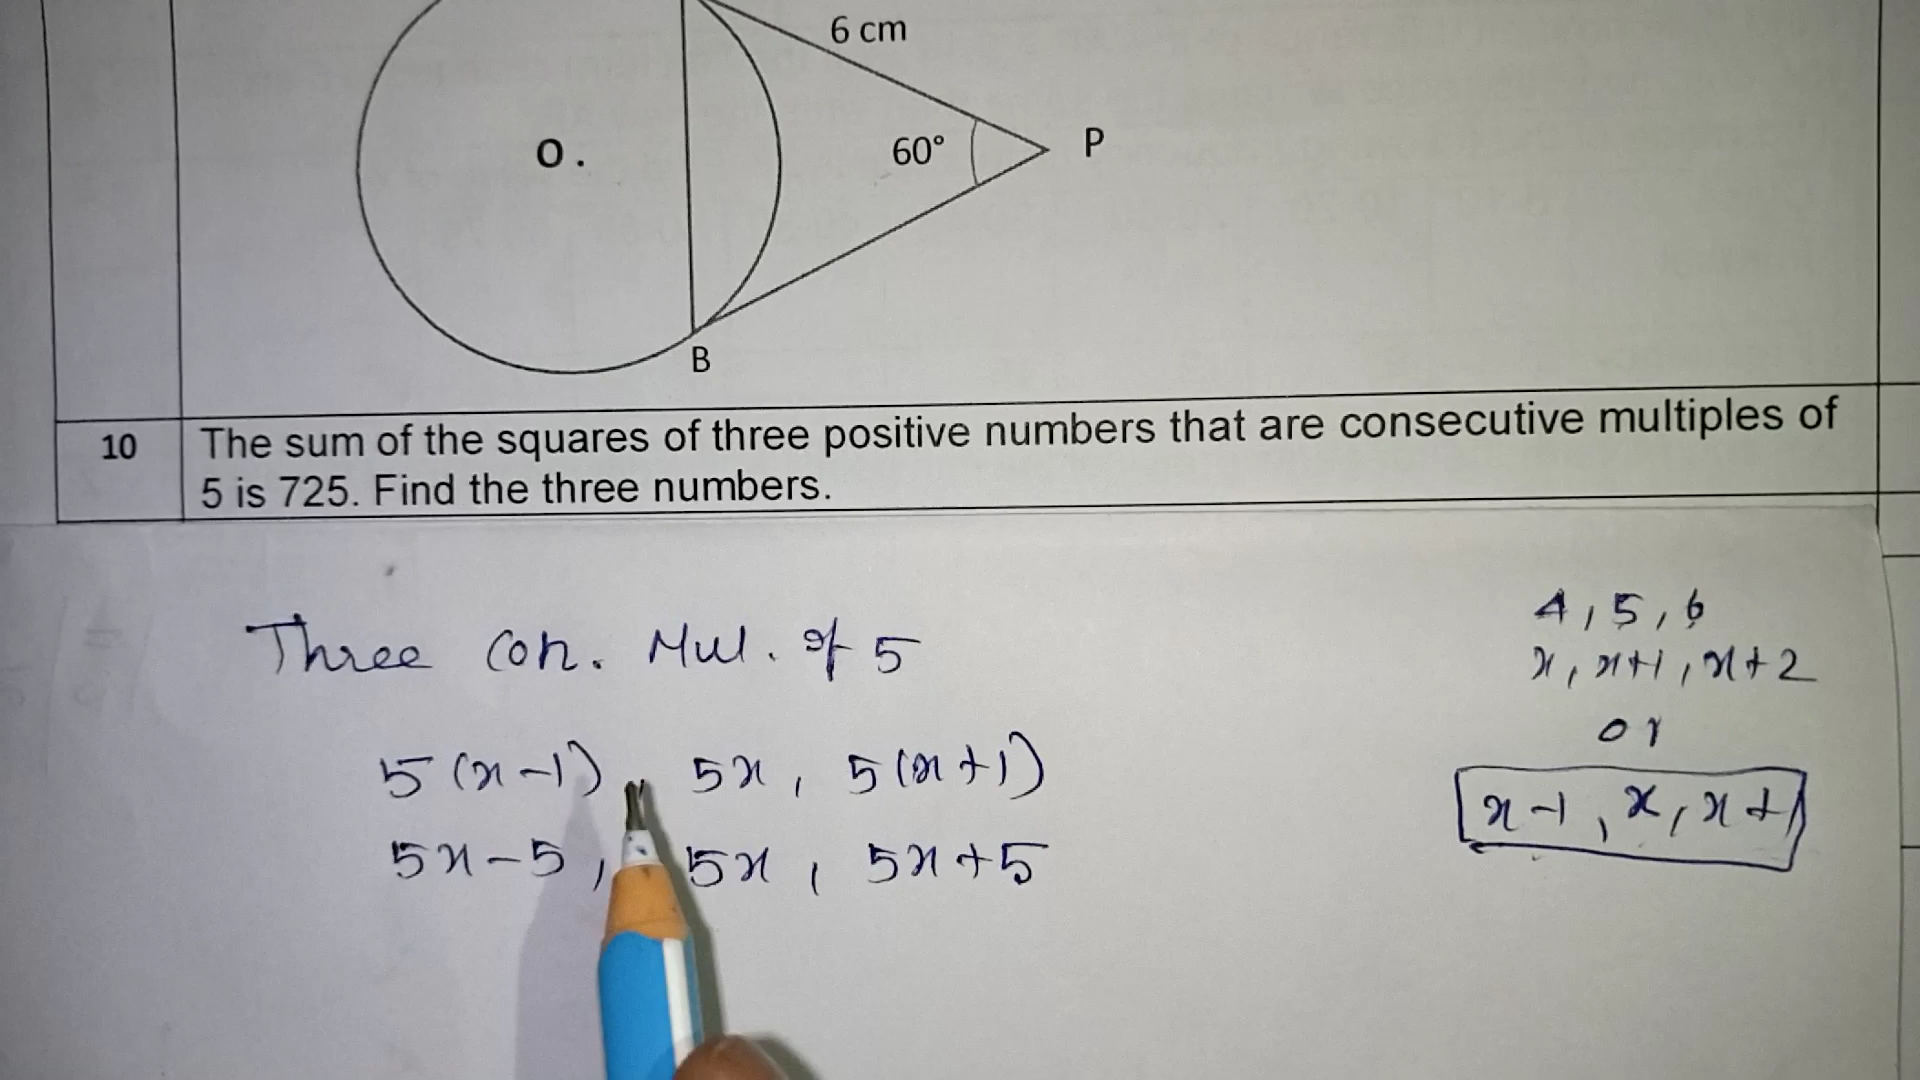 6 cm
O .
60°
P
B
10
The sum of the squares of three positive numbers that are consecutive multiples of
5 is 725. Find the three numbers.
Three Con. Mul. of 5
5(x-1), 5x, 5(x+1)
5x-5, 5x, 5x+5
4, 5, 6
x, x+1, x+2
or
x-1, x, x+1